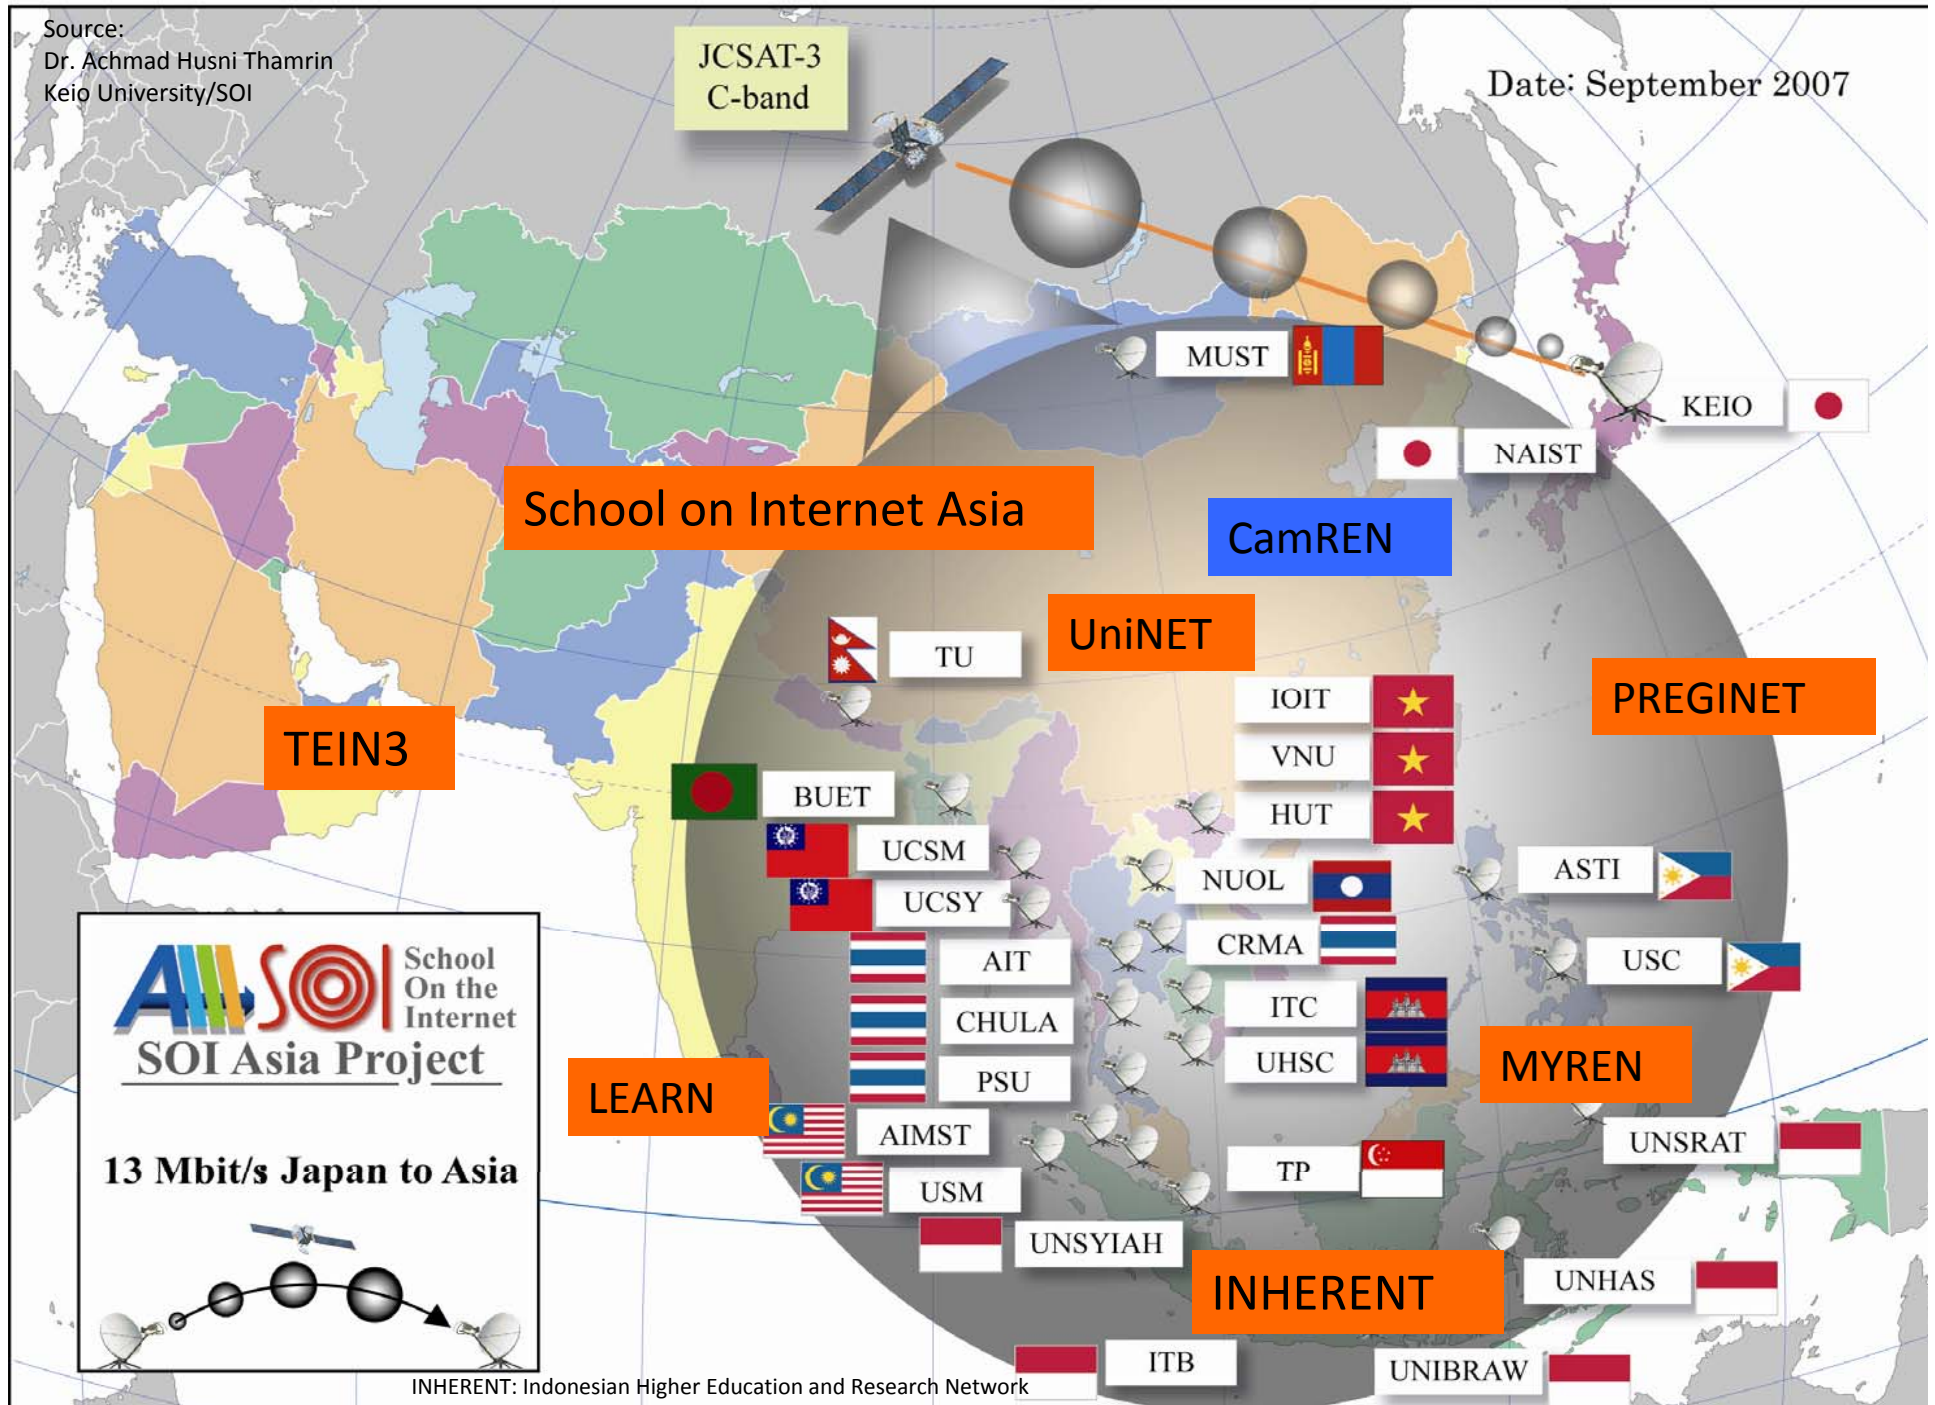 Source:
Dr. Achmad Husni Thamrin
Keio University/SOI
JCSAT-3
C-band
Date: September 2007
MUST
KEIO
NAIST
School on Internet Asia
CamREN
UniNET
TU
PREGINET
IOIT
TEIN3
VNU
BUET
HUT
UCSM
ASTI
NUOL
UCSY
CRMA
AIT
USC
ITC
CHULA
UHSC
MYREN
PSU
LEARN
AIMST
UNSRAT
TP
USM
UNSYIAH
UNHAS
INHERENT
ITB
UNIBRAW
AIII SOI
School
On the
Internet
SOI Asia Project
13 Mbit/s Japan to Asia
INHERENT: Indonesian Higher Education and Research Network